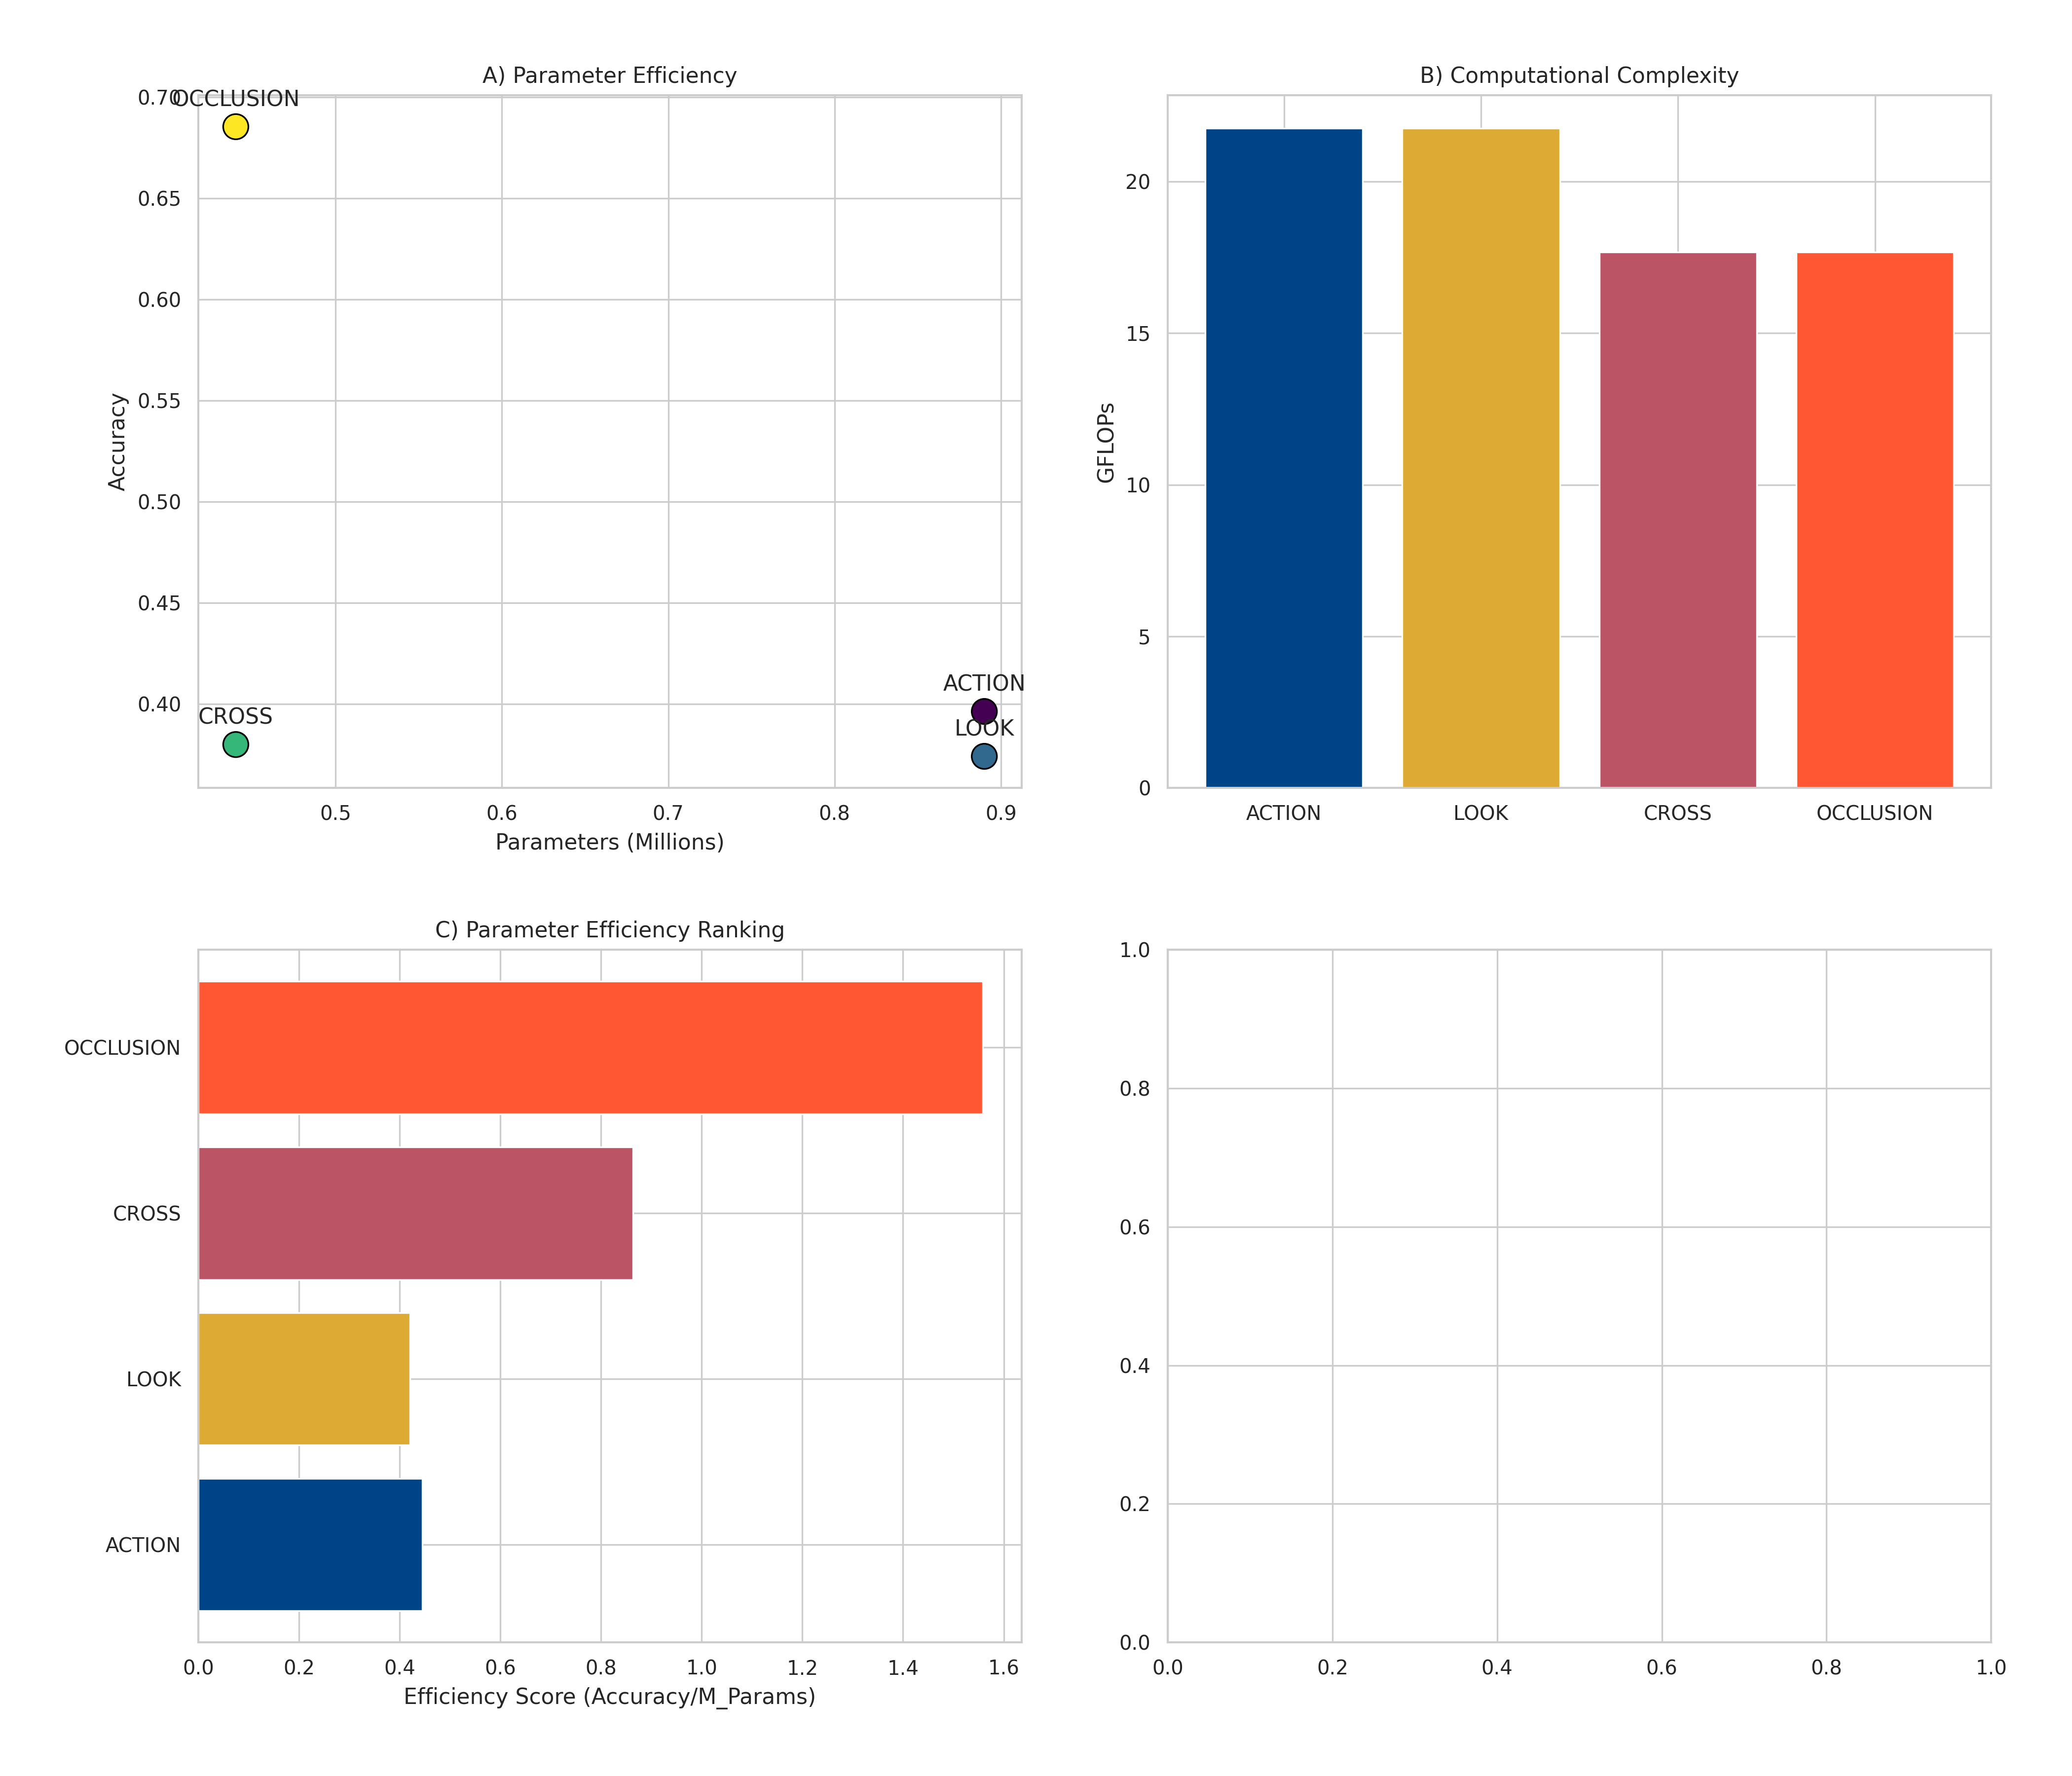 A) Parameter Efficiency
0.70
OCCLUSION
0.65
0.60
0.55
0.50
0.45
0.40
Accuracy
ACTION
LOOK
CROSS
0.5 0.6 0.7 0.8 0.9
Parameters (Millions)
B) Computational Complexity
20
15
10
5
0
GFLOPs
ACTION LOOK CROSS OCCLUSION
C) Parameter Efficiency Ranking
OCCLUSION
CROSS
LOOK
ACTION
0.0 0.2 0.4 0.6 0.8 1.0 1.2 1.4 1.6
Efficiency Score (Accuracy/M_Params)
1.0
0.8
0.6
0.4
0.2
0.0
0.0 0.2 0.4 0.6 0.8 1.0